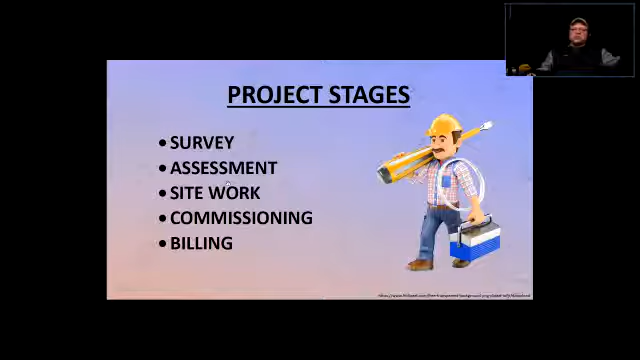 PROJECT STAGES
• SURVEY
• ASSESSMENT
• SITE WORK
• COMMISSIONING
• BILLING